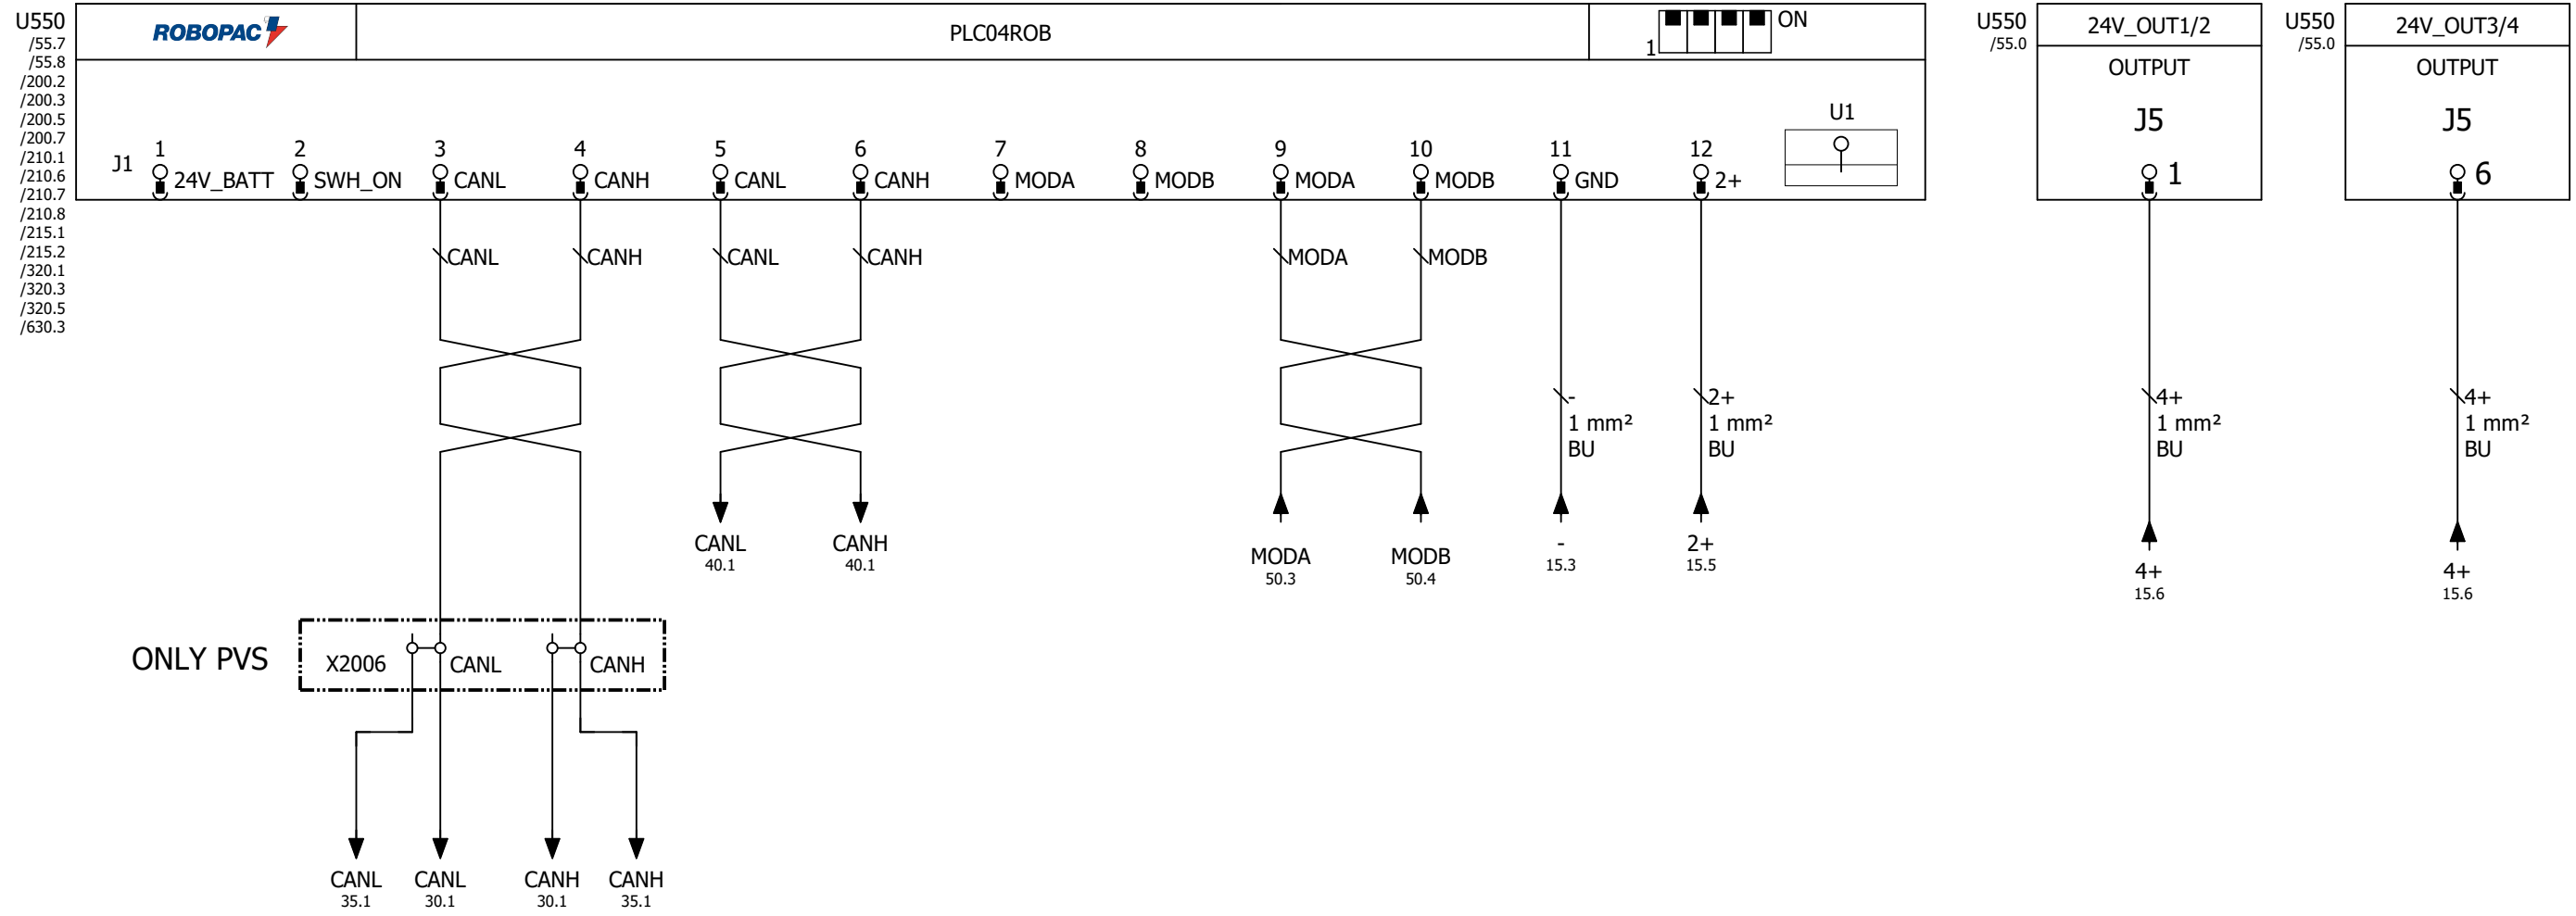 U550
/55.7
/55.8
/200.2
/200.3
/200.5
/200.7
/210.1
/210.6
/210.7
/210.8
/215.1
/215.2
/320.1
/320.3
/320.5
/630.3
ROBOPAC
PLC04ROB
1
ON
U1
J1
1 2 3 4 5 6 7 8 9 10 11 12
24V_BATT SWH_ON CANL CANH CANL CANH MODA MODB MODA MODB GND 2+
CANL CANH CANL CANH MODA MODB
-
1 mm²
BU
2+
1 mm²
BU
CANL
40.1
CANH
40.1
MODA
50.3
MODB
50.4
-
15.3
2+
15.5
ONLY PVS
X2006 CANL CANH
CANL
35.1
CANL
30.1
CANH
30.1
CANH
35.1
U550
/55.0
24V_OUT1/2
OUTPUT
J5
1
4+
1 mm²
BU
4+
15.6
U550
/55.0
24V_OUT3/4
OUTPUT
J5
6
4+
1 mm²
BU
4+
15.6